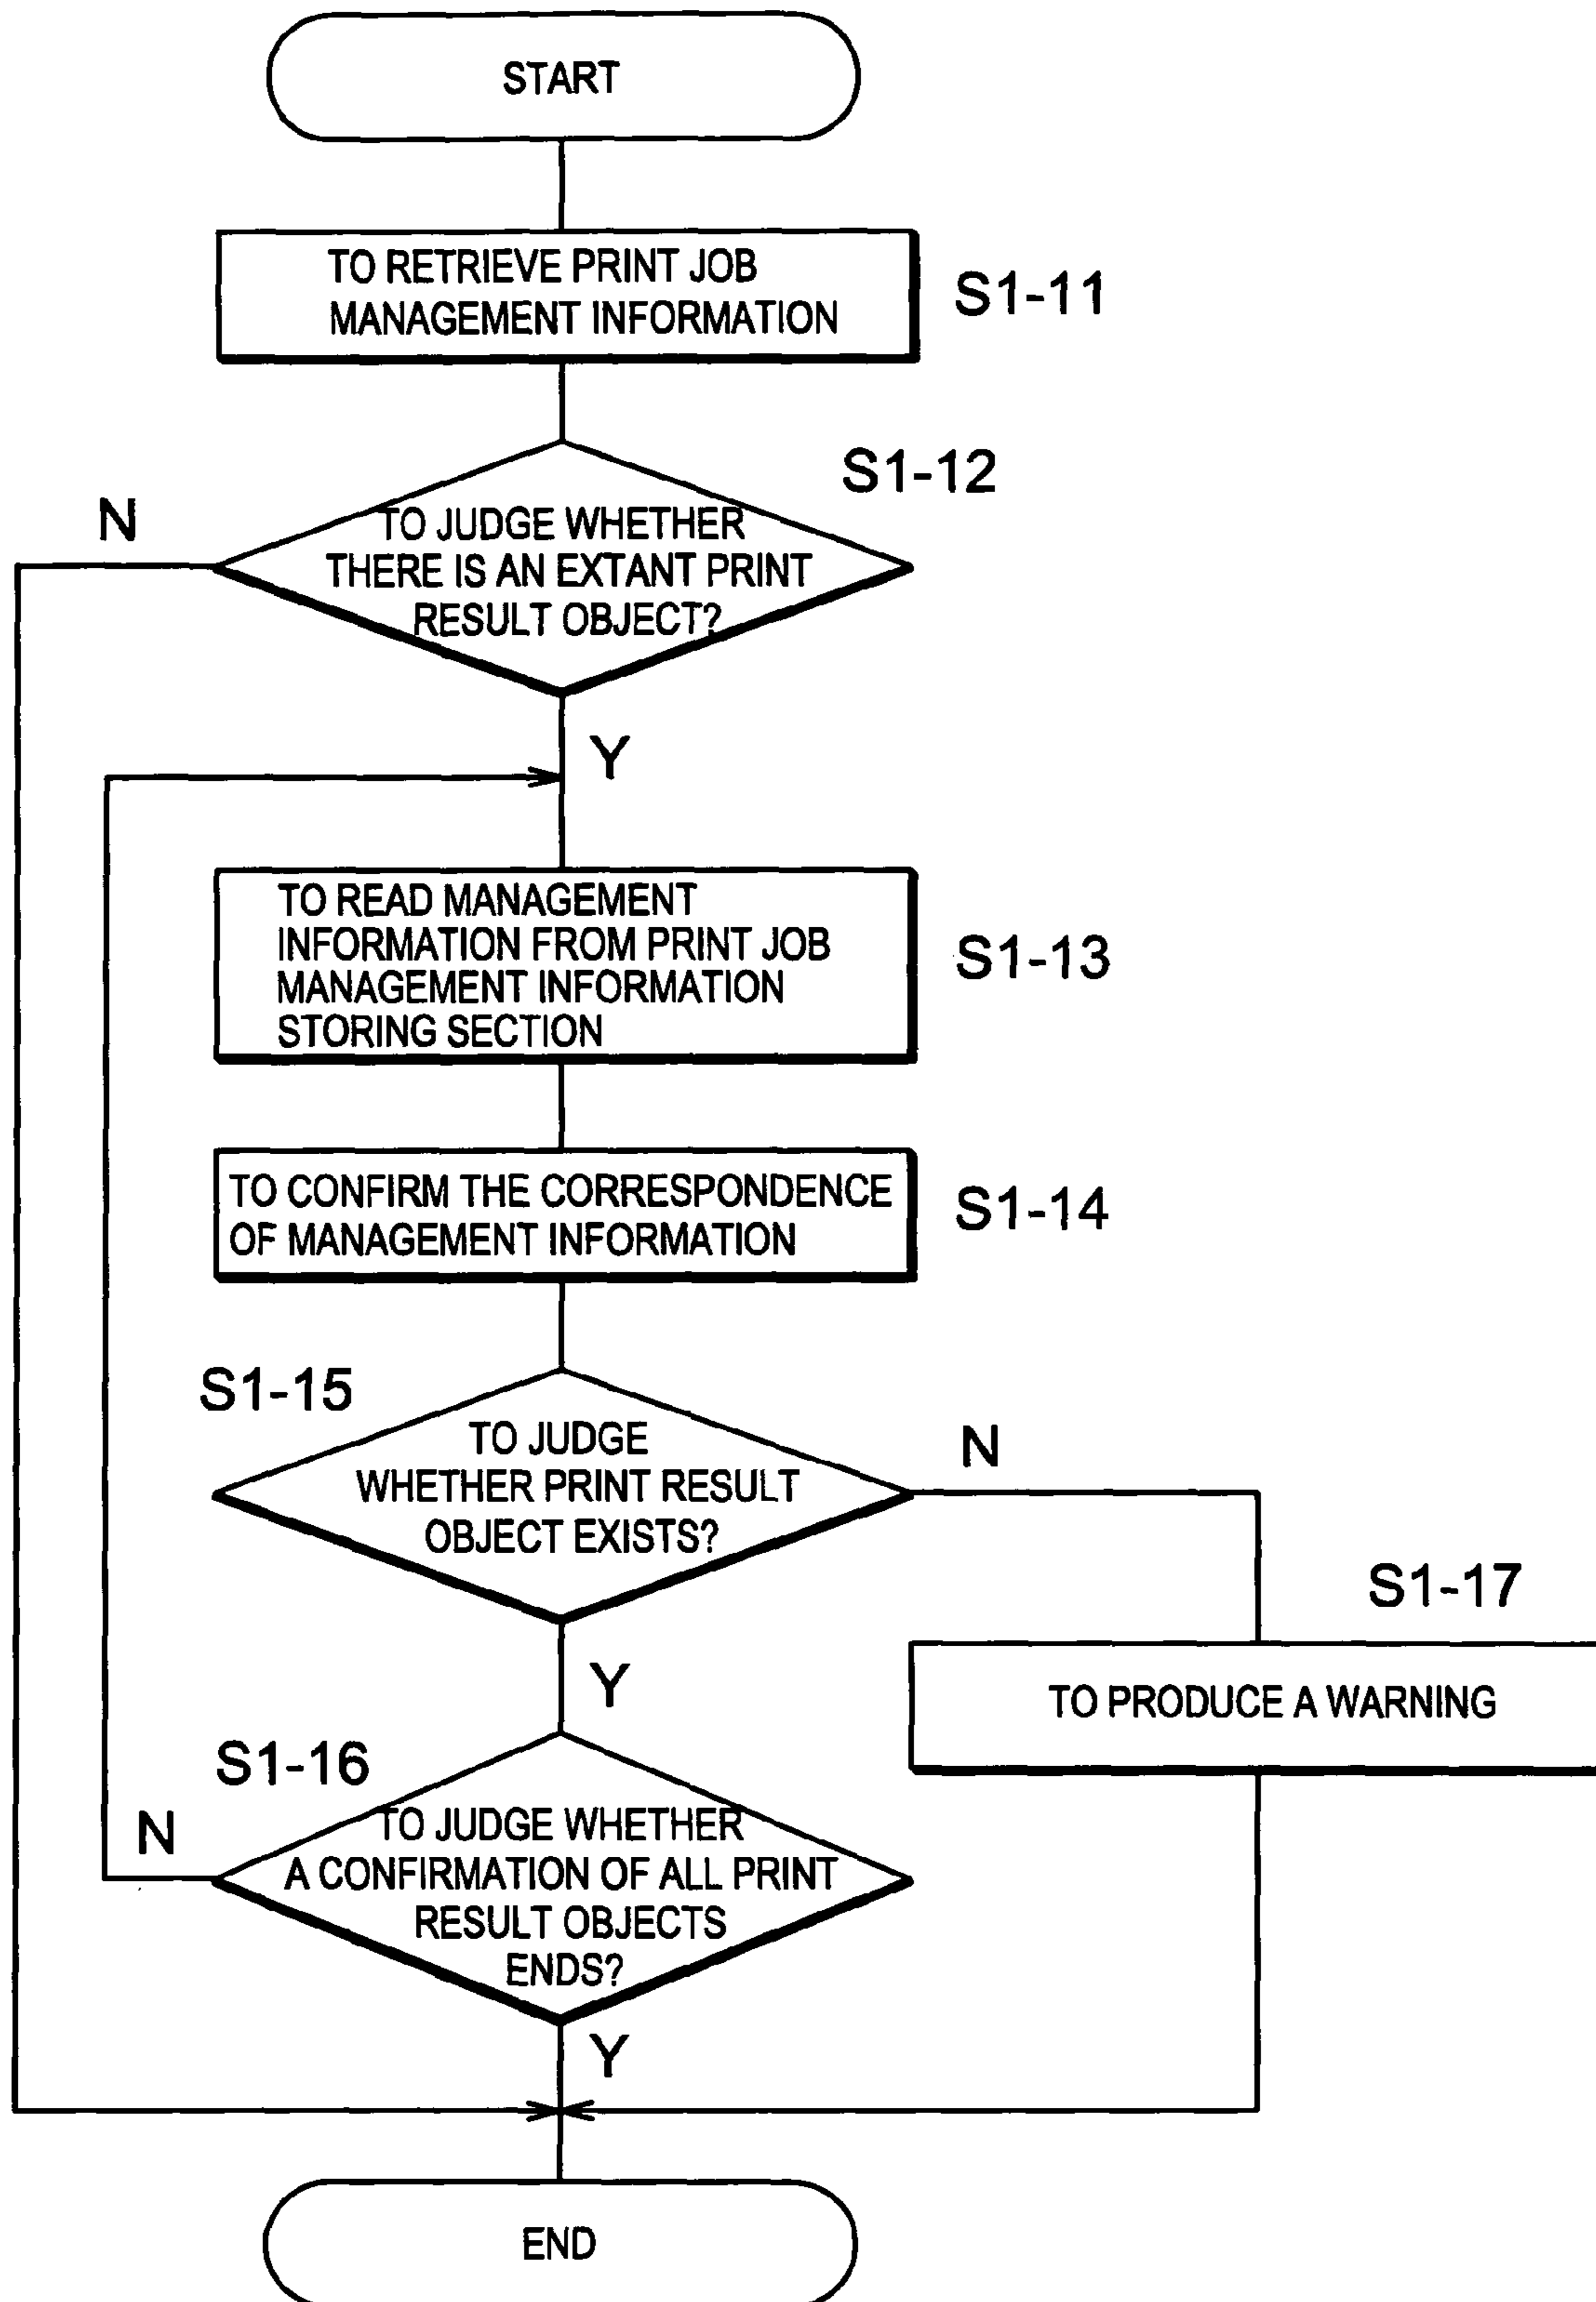 START
TO RETRIEVE PRINT JOB
MANAGEMENT INFORMATION
S1-11
S1-12
N
TO JUDGE WHETHER
THERE IS AN EXTANT PRINT
RESULT OBJECT?
Y
TO READ MANAGEMENT
INFORMATION FROM PRINT JOB
MANAGEMENT INFORMATION
STORING SECTION
S1-13
TO CONFIRM THE CORRESPONDENCE
OF MANAGEMENT INFORMATION
S1-14
S1-15
TO JUDGE
WHETHER PRINT RESULT
OBJECT EXISTS?
N
Y
S1-17
TO PRODUCE A WARNING
S1-16
N
TO JUDGE WHETHER
A CONFIRMATION OF ALL PRINT
RESULT OBJECTS
ENDS?
Y
END